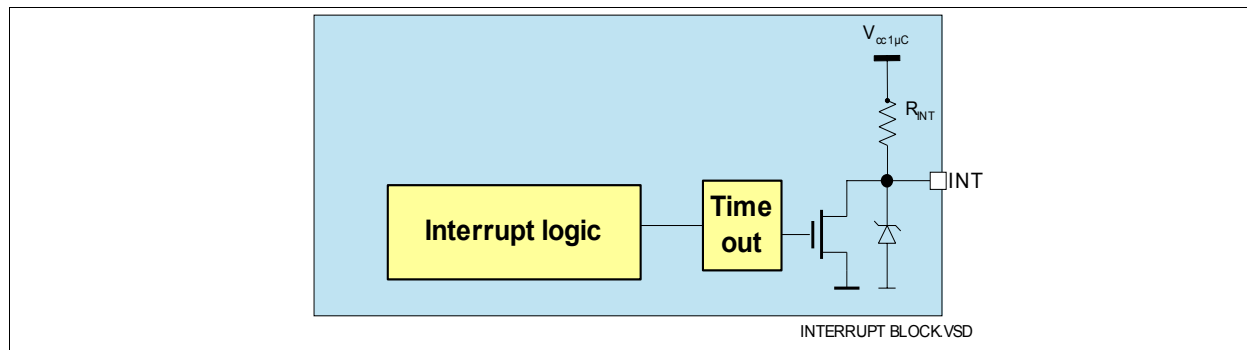 Vcc1µC
RINT
INT
Interrupt logic
Time
out
INTERRUPT BLOCK.VSD